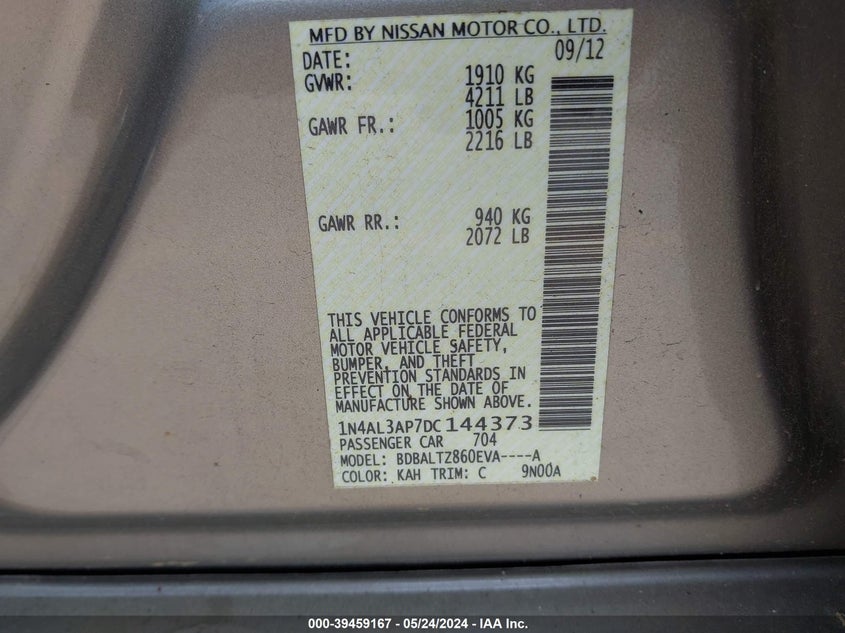 MFD BY NISSAN MOTOR CO., LTD.
DATE: 09/12
GVWR: 1910 KG
4211 LB
GAWR FR.: 1005 KG
2216 LB
GAWR RR.: 940 KG
2072 LB
THIS VEHICLE CONFORMS TO
ALL APPLICABLE FEDERAL
MOTOR VEHICLE SAFETY,
BUMPER, AND THEFT
PREVENTION STANDARDS IN
EFFECT ON THE DATE OF
MANUFACTURE SHOWN ABOVE.
1N4AL3AP7DC144373
PASSENGER CAR 704
MODEL: BDBALTZ860EVA----A
COLOR: KAH TRIM: C 9N00A
000-39459167 - 05/24/2024 - IAA Inc.